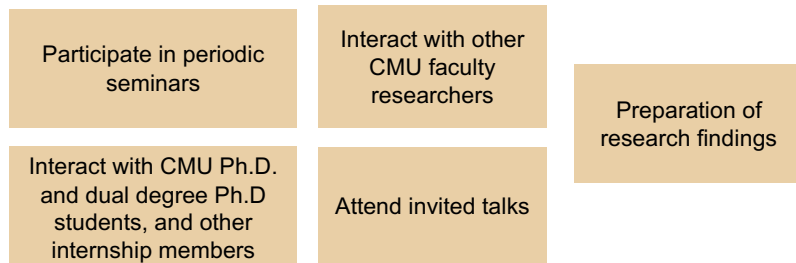 Participate in periodic
seminars
Interact with other
CMU faculty
researchers
Preparation of
research findings
Interact with CMU Ph.D.
and dual degree Ph.D
students, and other
internship members
Attend invited talks